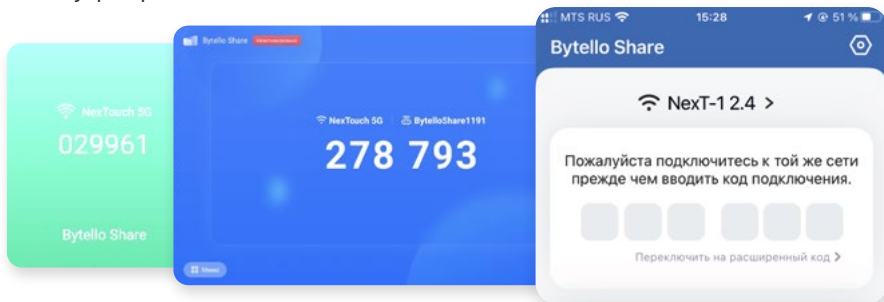 NexTouch 5G
029961
Bytello Share
Bytello Share
NexTouch 5G BytelloShare1191
278 793
Меню
MTS RUS 15:28 51 %
Bytello Share
NexT-1 2.4 >
Пожалуйста подключитесь к той же сети
прежде чем вводить код подключения.
Переключить на расширенный код >